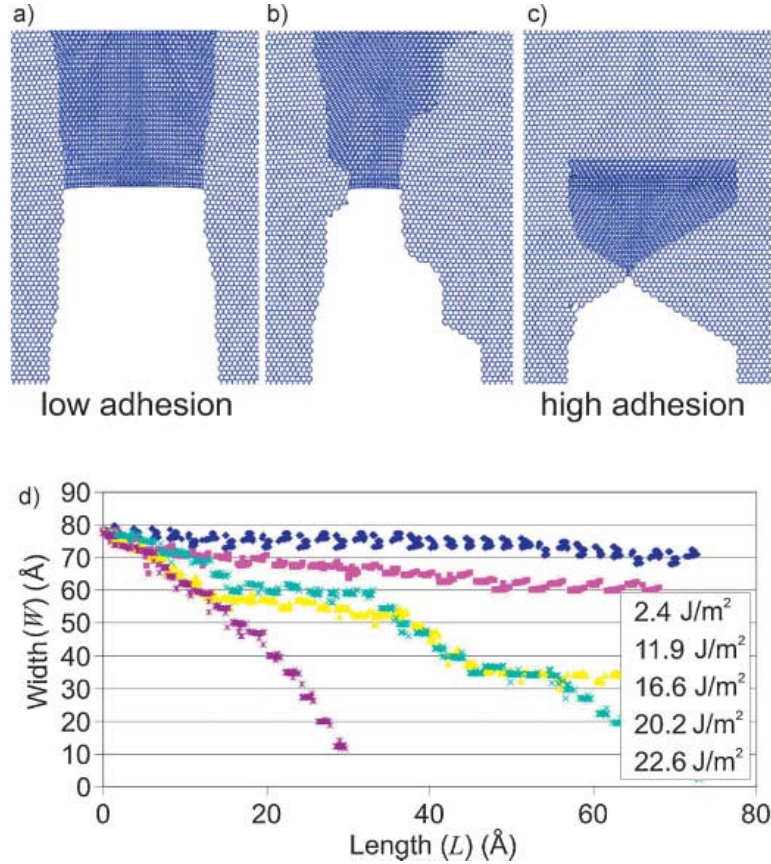 a) b) c)
low adhesion high adhesion
d)
90
80
70
60
50
40
30
20
10
0
Width (W) (Å)
2.4 J/m²
11.9 J/m²
16.6 J/m²
20.2 J/m²
22.6 J/m²
0 20 40 60 80
Length (L) (Å)